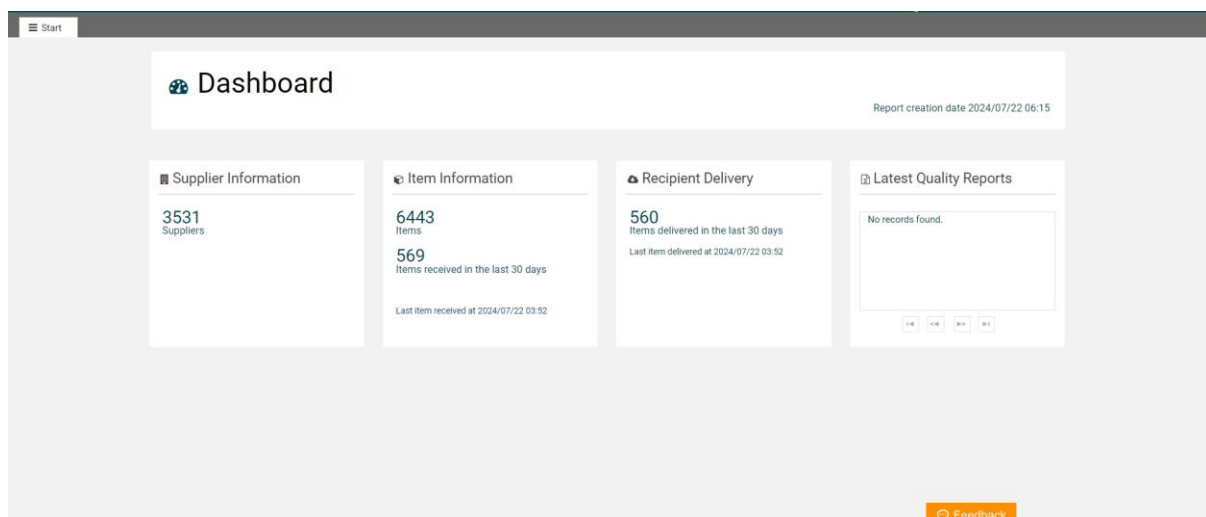 Start
Dashboard
Report creation date 2024/07/22 06:15
Supplier Information
3531
Suppliers
Item Information
6443
Items
569
Items received in the last 30 days
Last item received at 2024/07/22 03:52
Recipient Delivery
560
Items delivered in the last 30 days
Last item delivered at 2024/07/22 03:52
Latest Quality Reports
No records found.
Feedback